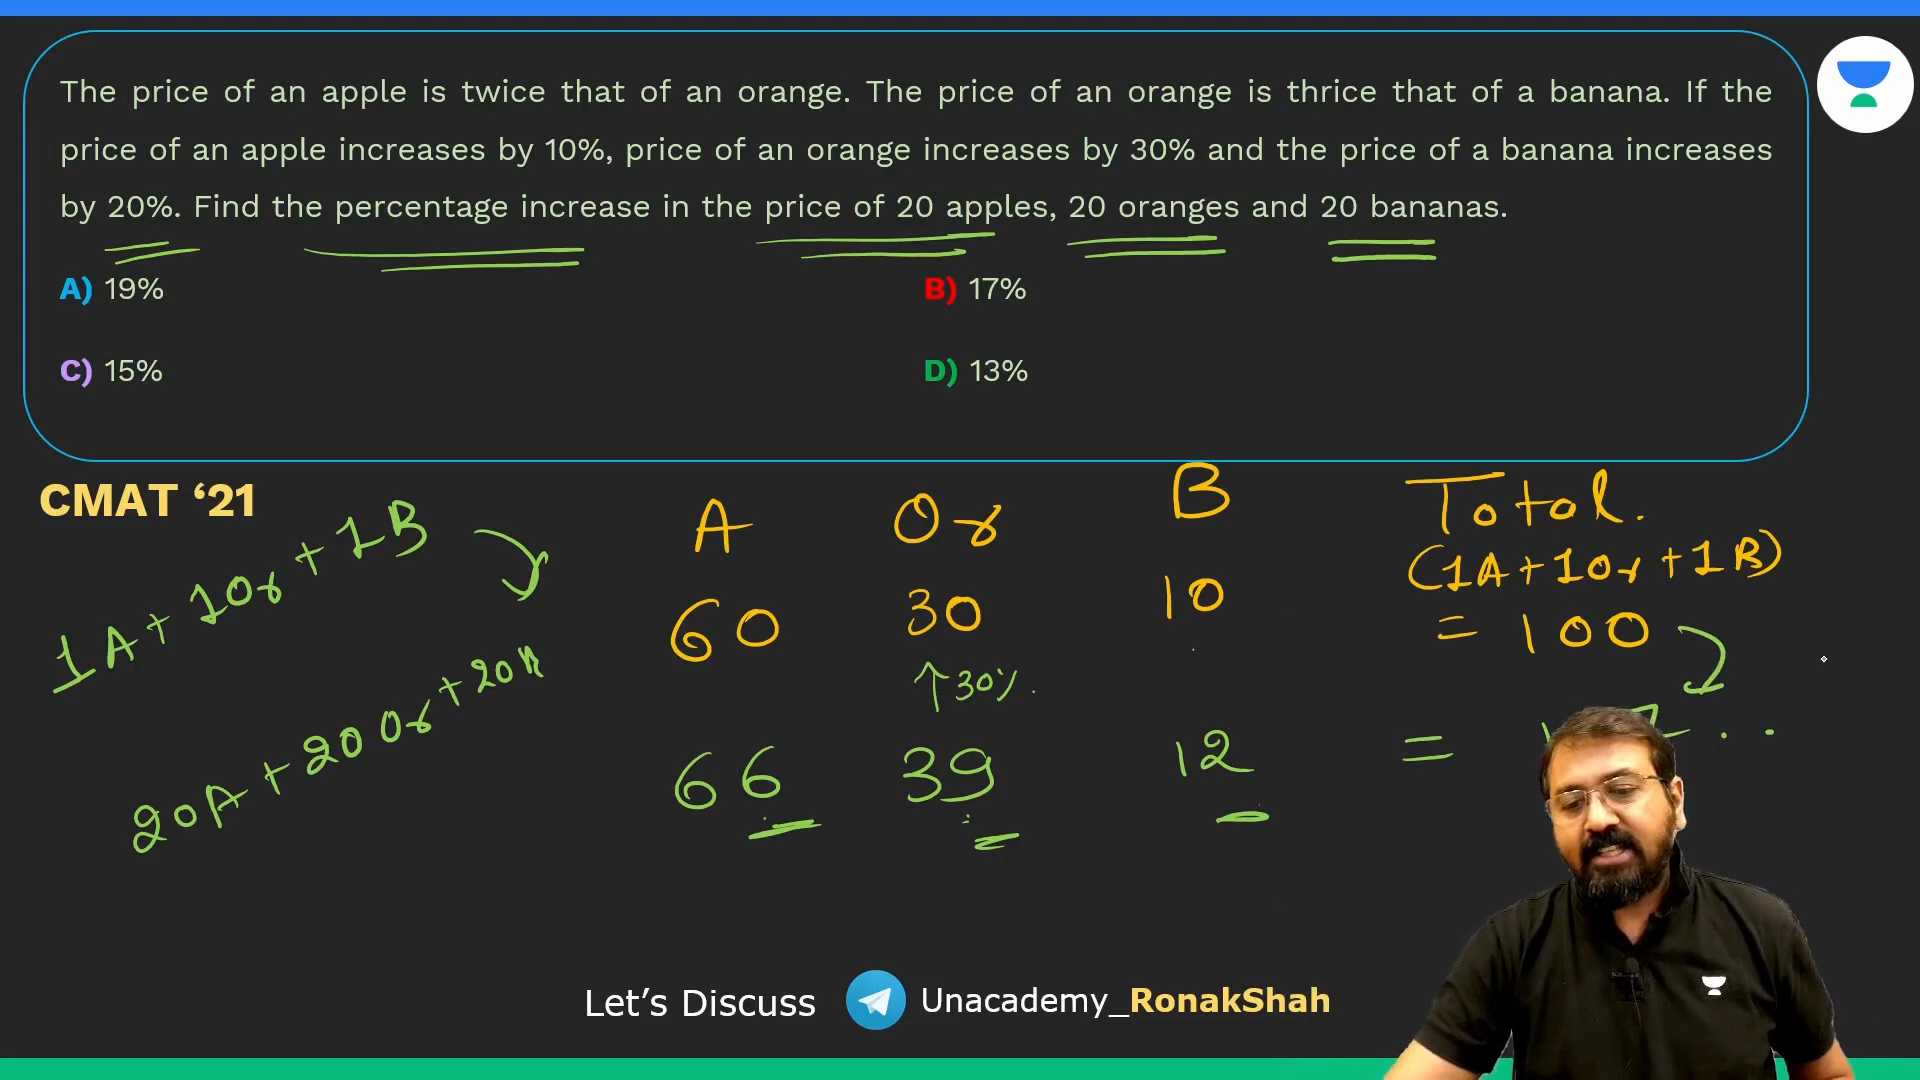 The price of an apple is twice that of an orange. The price of an orange is thrice that of a banana. If the
price of an apple increases by 10%, price of an orange increases by 30% and the price of a banana increases
by 20%. Find the percentage increase in the price of 20 apples, 20 oranges and 20 bananas.
A) 19%
B) 17%
C) 15%
D) 13%
CMAT ‘21
1A + 1Or + 1B
20A + 20Or + 20
A Or B Total.
(1A + 1Or + 1B)
60 30 10 = 100
↑30%.
66 39 12 =
Let’s Discuss Unacademy_RonakShah